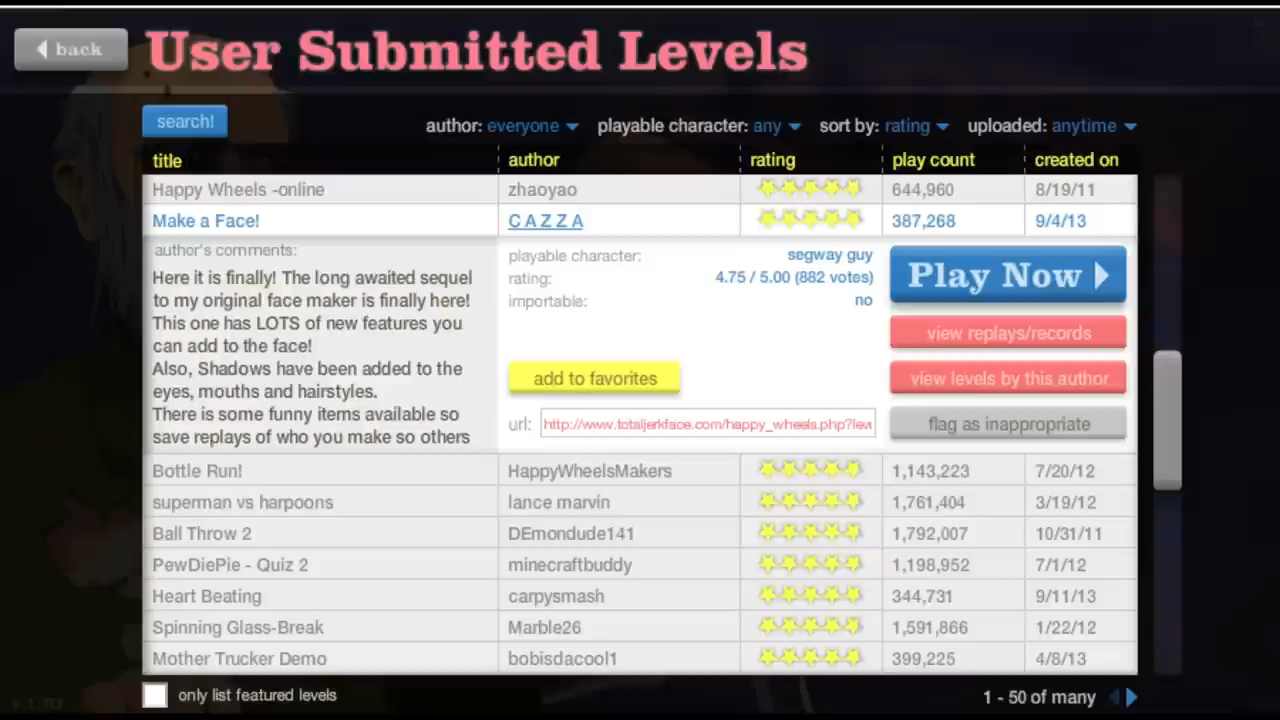 back
User Submitted Levels
search!
author: everyone playable character: any sort by: rating uploaded: anytime
title author rating play count created on
Happy Wheels -online zhaoyao 644,960 8/19/11
Make a Face! C A Z Z A 387,268 9/4/13
author's comments:
Here it is finally! The long awaited sequel
to my original face maker is finally here!
This one has LOTS of new features you
can add to the face!
Also, Shadows have been added to the
eyes, mouths and hairstyles.
There is some funny items available so
save replays of who you make so others
playable character: segway guy
rating: 4.75 / 5.00 (882 votes)
importable: no
add to favorites
url: http://www.totaljerkface.com/happy_wheels.php?lev
Play Now
view replays/records
view levels by this author
flag as inappropriate
Bottle Run! HappyWheelsMakers 1,143,223 7/20/12
superman vs harpoons lance marvin 1,761,404 3/19/12
Ball Throw 2 DEmondude141 1,792,007 10/31/11
PewDiePie - Quiz 2 minecraftbuddy 1,198,952 7/1/12
Heart Beating carpysmash 344,731 9/11/13
Spinning Glass-Break Marble26 1,591,866 1/22/12
Mother Trucker Demo bobisdacool1 399,225 4/8/13
only list featured levels
1 - 50 of many